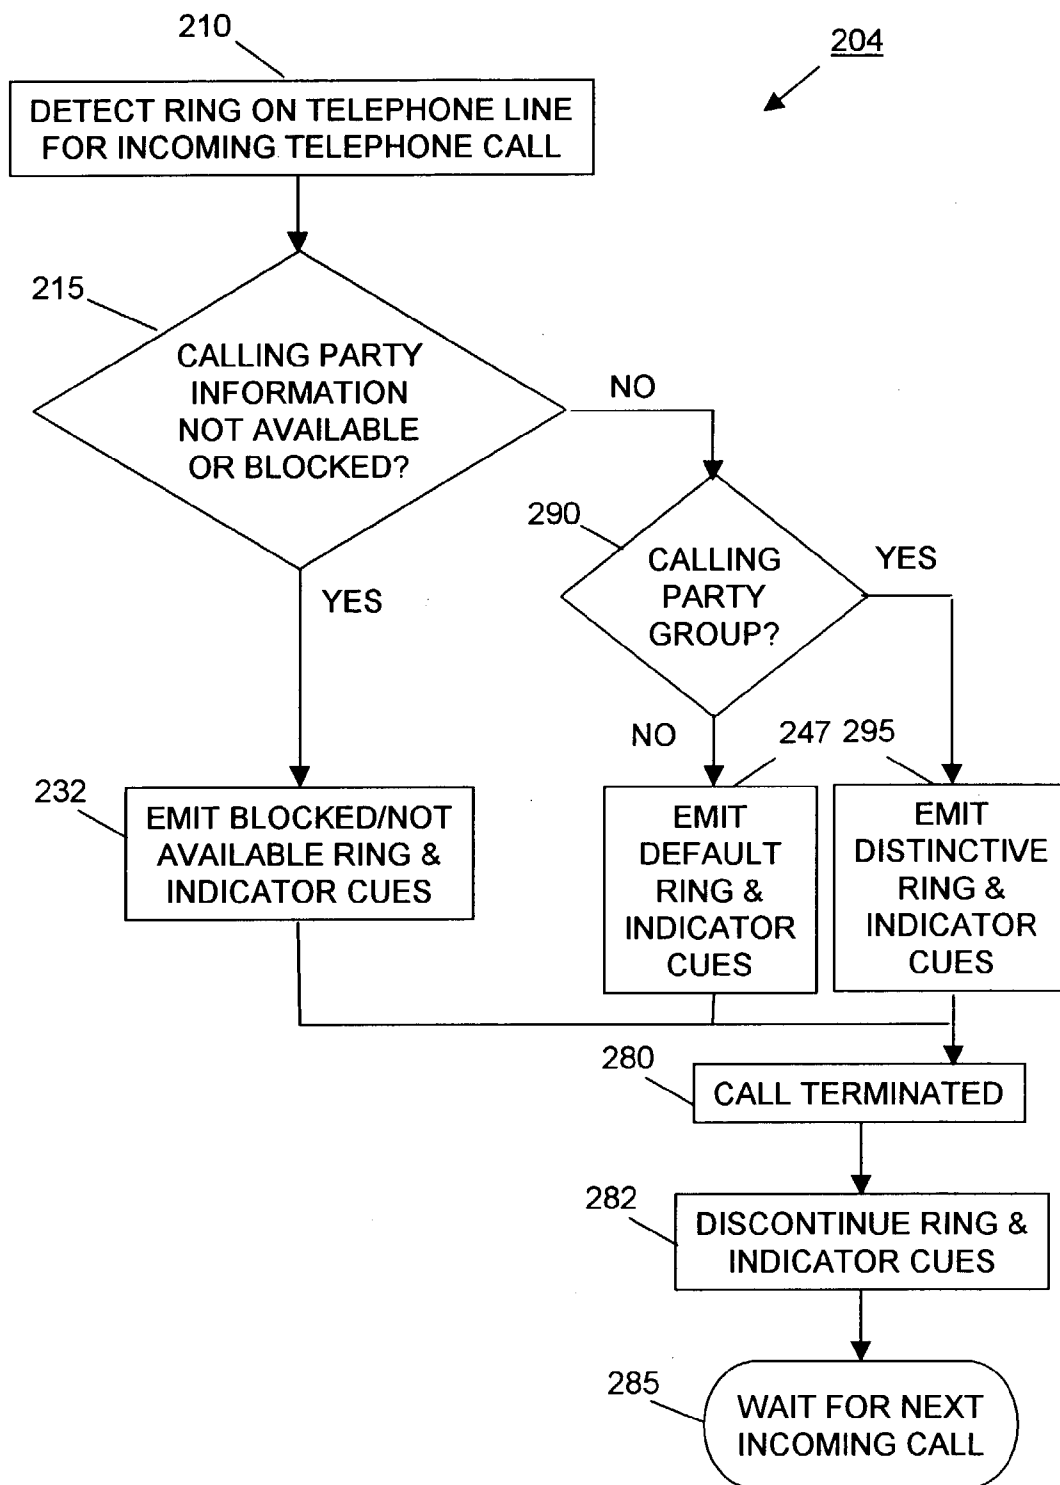 210
204
DETECT RING ON TELEPHONE LINE
FOR INCOMING TELEPHONE CALL
215
CALLING PARTY
INFORMATION
NOT AVAILABLE
OR BLOCKED?
NO
290
CALLING
PARTY
GROUP?
YES
YES
NO
247 295
232
EMIT BLOCKED/NOT
AVAILABLE RING &
INDICATOR CUES
EMIT
DEFAULT
RING &
INDICATOR
CUES
EMIT
DISTINCTIVE
RING &
INDICATOR
CUES
280
CALL TERMINATED
282
DISCONTINUE RING &
INDICATOR CUES
285
WAIT FOR NEXT
INCOMING CALL